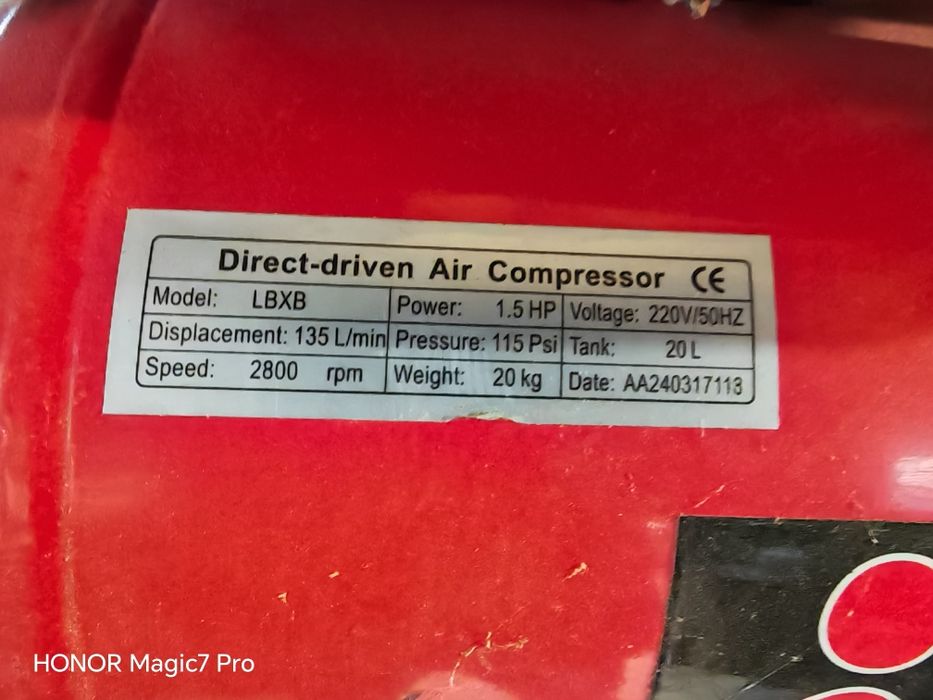 Direct-driven Air Compressor CE
Model: LBXB Power: 1.5 HP Voltage: 220V/50HZ
Displacement: 135 L/min Pressure: 115 Psi Tank: 20 L
Speed: 2800 rpm Weight: 20 kg Date: AA240317113
HONOR Magic7 Pro